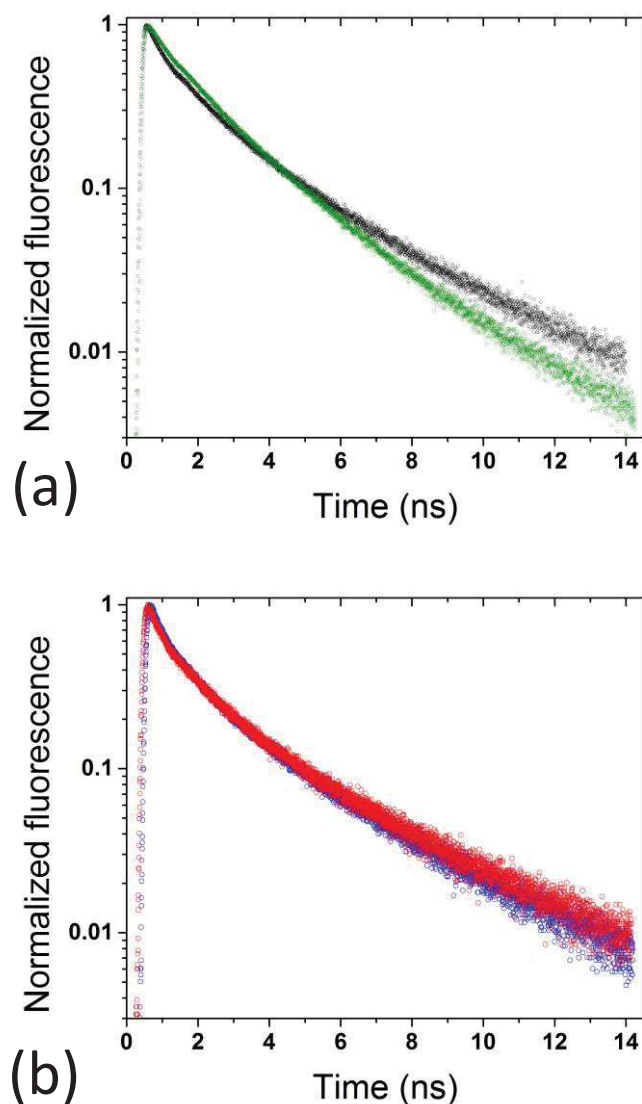 1
0.1
0.01
Normalized fluorescence
0 2 4 6 8 10 12 14
Time (ns)
(a)
1
0.1
0.01
Normalized fluorescence
0 2 4 6 8 10 12 14
Time (ns)
(b)